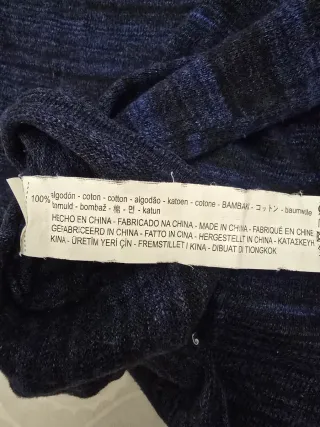 100% algodón - coton - cotton - algodão - katoen - cotone - BAMBAKI - コットン - baumwolle
bomuld - bombaž - 棉 - 면 - katun
HECHO EN CHINA - FABRICADO NA CHINA - MADE IN CHINA - FABRIQUÉ EN CHINE
GEFABRICEERD IN CHINA - FATTO IN CINA - HERGESTELLT IN CHINA - ΚΑΤΑΣΚΕΥΗ
KINA - ÜRETİM YERİ ÇİN - FREMSTILLET I KINA - DIBUAT DI TIONGKOK